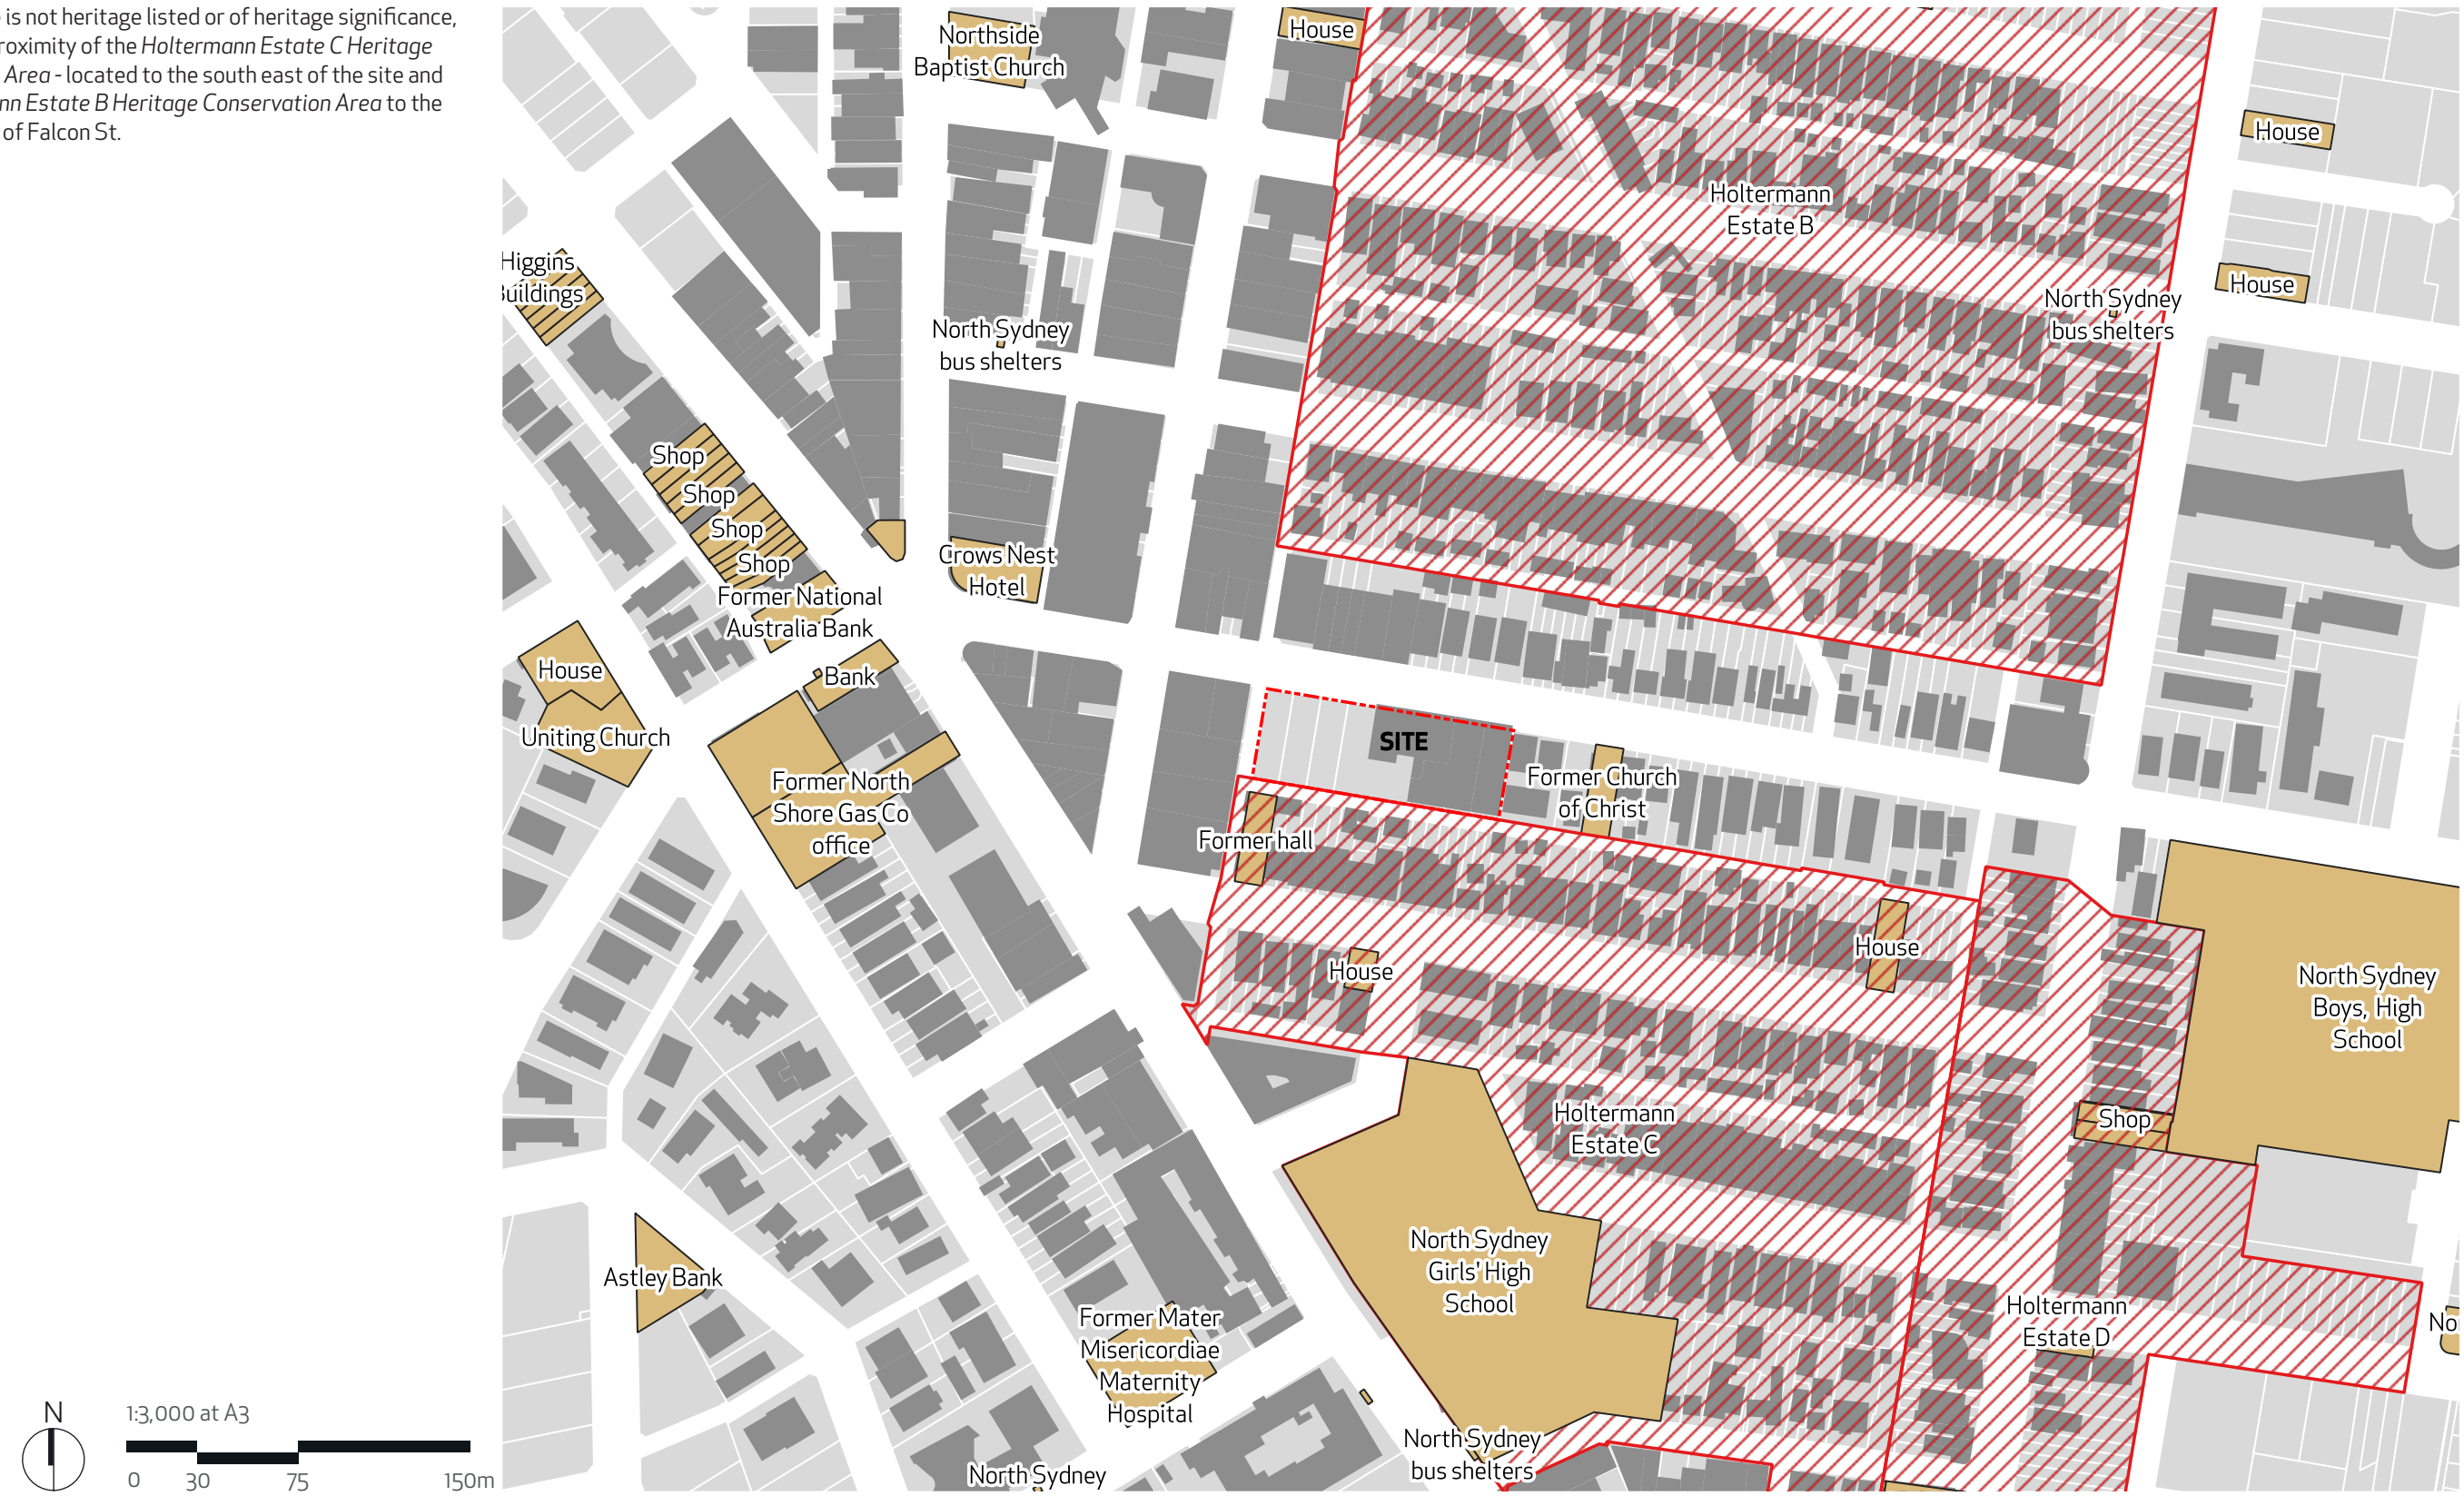 is not heritage listed or of heritage significance,
roximity of the Holtermann Estate C Heritage
Area - located to the south east of the site and
nn Estate B Heritage Conservation Area to the
of Falcon St.
Northside
Baptist Church
House
House
Holtermann
Estate B
Higgins
Buildings
House
North Sydney
bus shelters
North Sydney
bus shelters
Shop
Shop
Shop
Shop
Crows Nest
Hotel
Former National
Australia Bank
House
Bank
Uniting Church
SITE
Former North
Shore Gas Co
office
Former Church
of Christ
Former hall
House
House
North Sydney
Boys, High
School
Holtermann
Estate C
Shop
North Sydney
Girls' High
School
Astley Bank
Holtermann
Estate D
No
Former Mater
Misericordiae
Maternity
Hospital
North Sydney
bus shelters
North Sydney
N
1:3,000 at A3
0 30 75 150m